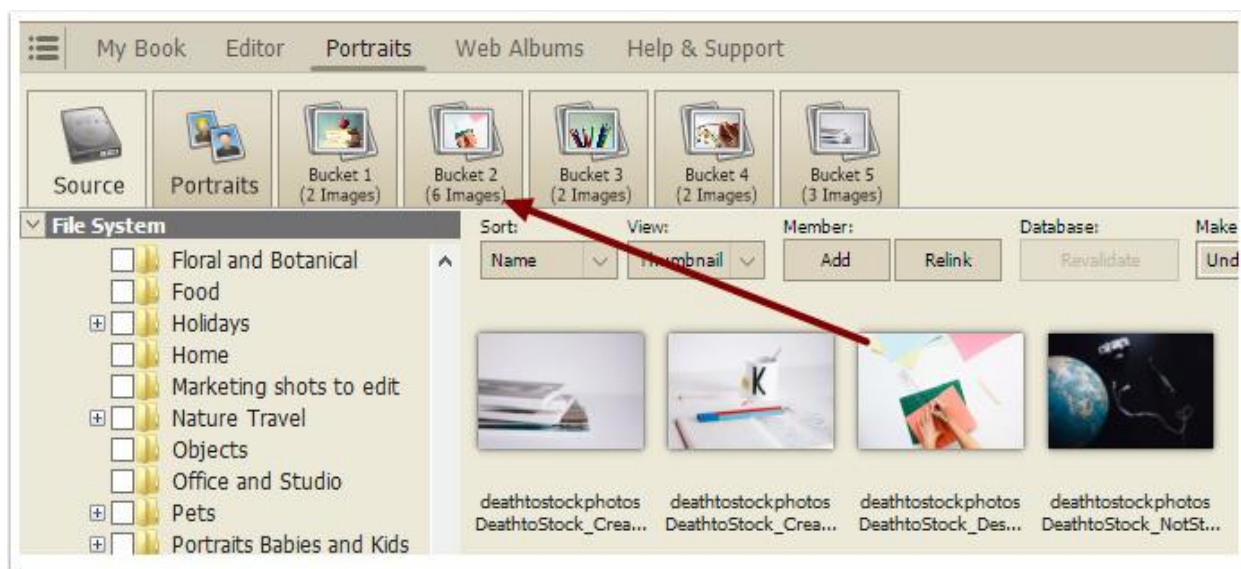 My Book Editor Portraits Web Albums Help & Support
Source Portraits
Bucket 1
(2 Images)
Bucket 2
(6 Images)
Bucket 3
(2 Images)
Bucket 4
(2 Images)
Bucket 5
(3 Images)
File System
Floral and Botanical
Food
Holidays
Home
Marketing shots to edit
Nature Travel
Objects
Office and Studio
Pets
Portraits Babies and Kids
Sort: View: Member: Database: Make
Name Thumbnail Add Relink Revalidate Und
K
deathtostockphotos deathtostockphotos deathtostockphotos deathtostockphotos
DeathtoStock_Crea... DeathtoStock_Crea... DeathtoStock_Des... DeathtoStock_NotSt...